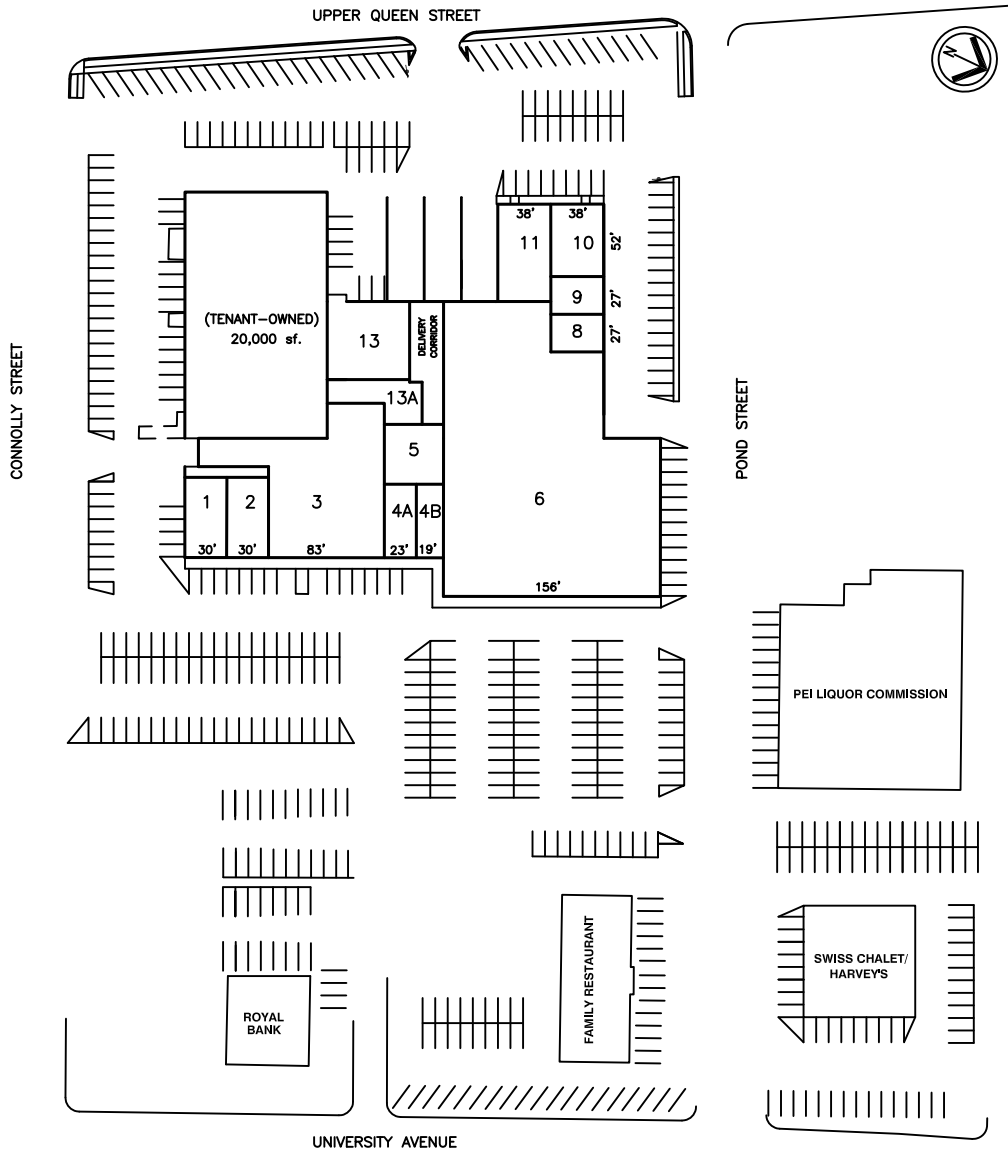 UPPER QUEEN STREET
N
38'
38'
11
10
52'
9
27'
8
27'
(TENANT-OWNED)
20,000 sf.
13
DELIVERY
CORRIDOR
13A
5
CONNOLLY STREET
POND STREET
1
2
3
4A
4B
6
30'
30'
83'
23'
19'
156'
PEI LIQUOR COMMISSION
FAMILY RESTAURANT
SWISS CHALET/
HARVEY'S
ROYAL
BANK
UNIVERSITY AVENUE